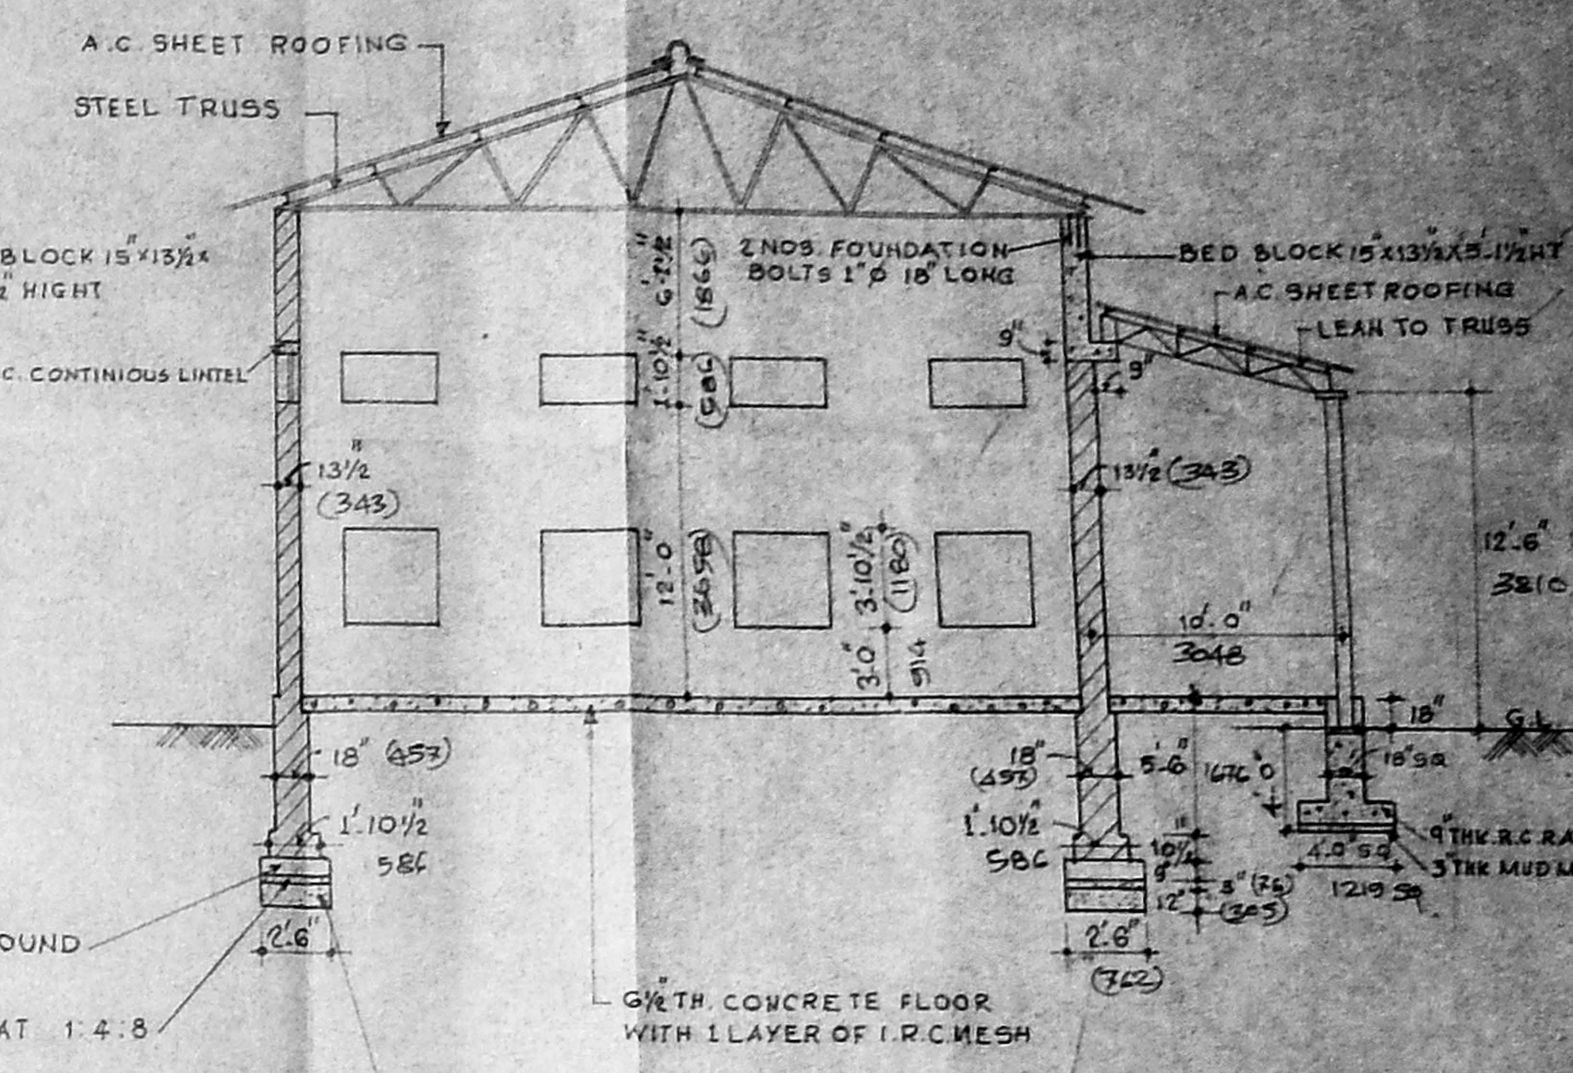 A.C. SHEET ROOFING
STEEL TRUSS
BLOCK 15"x13½"x
½" HIGHT
C. CONTINIOUS LINTEL
2 NOS. FOUNDATION
BOLTS 1"Ø 18" LONG
BED BLOCK 15"x13½"x5'-1½"HT
A.C. SHEET ROOFING
LEAN TO TRUSS
(1866)
1'-10½"
(586)
9"
9"
13½"
(343)
13½" (343)
12'-0"
(3658)
3'-10½"
(1180)
3'-0"
914
12'-6"
3810
10'-0"
3048
18"
G.L.
18" (457)
18"
(457)
5'-6"
1676
18"SQ
1'-10½"
586
1'-10½"
586
9"
12"
3" (76)
(305)
9"THK. R.C. RA
3"THK MUD M
4'-0"SQ
1219 SQ.
OUND
2'-6"
2'-6"
(762)
AT 1:4:8
6½" TH. CONCRETE FLOOR
WITH 1 LAYER OF I.R.C. MESH